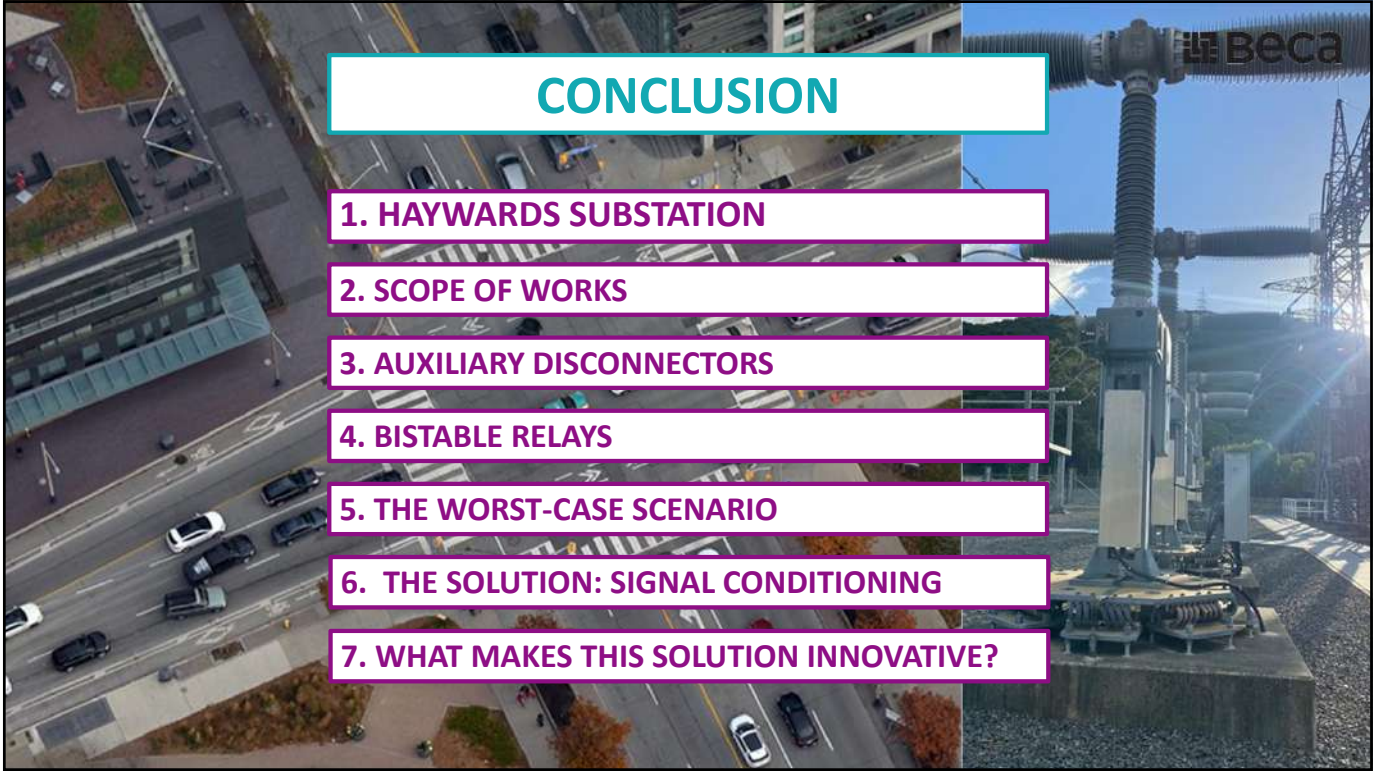 Beca
CONCLUSION
1. HAYWARDS SUBSTATION
2. SCOPE OF WORKS
3. AUXILIARY DISCONNECTORS
4. BISTABLE RELAYS
5. THE WORST-CASE SCENARIO
6. THE SOLUTION: SIGNAL CONDITIONING
7. WHAT MAKES THIS SOLUTION INNOVATIVE?